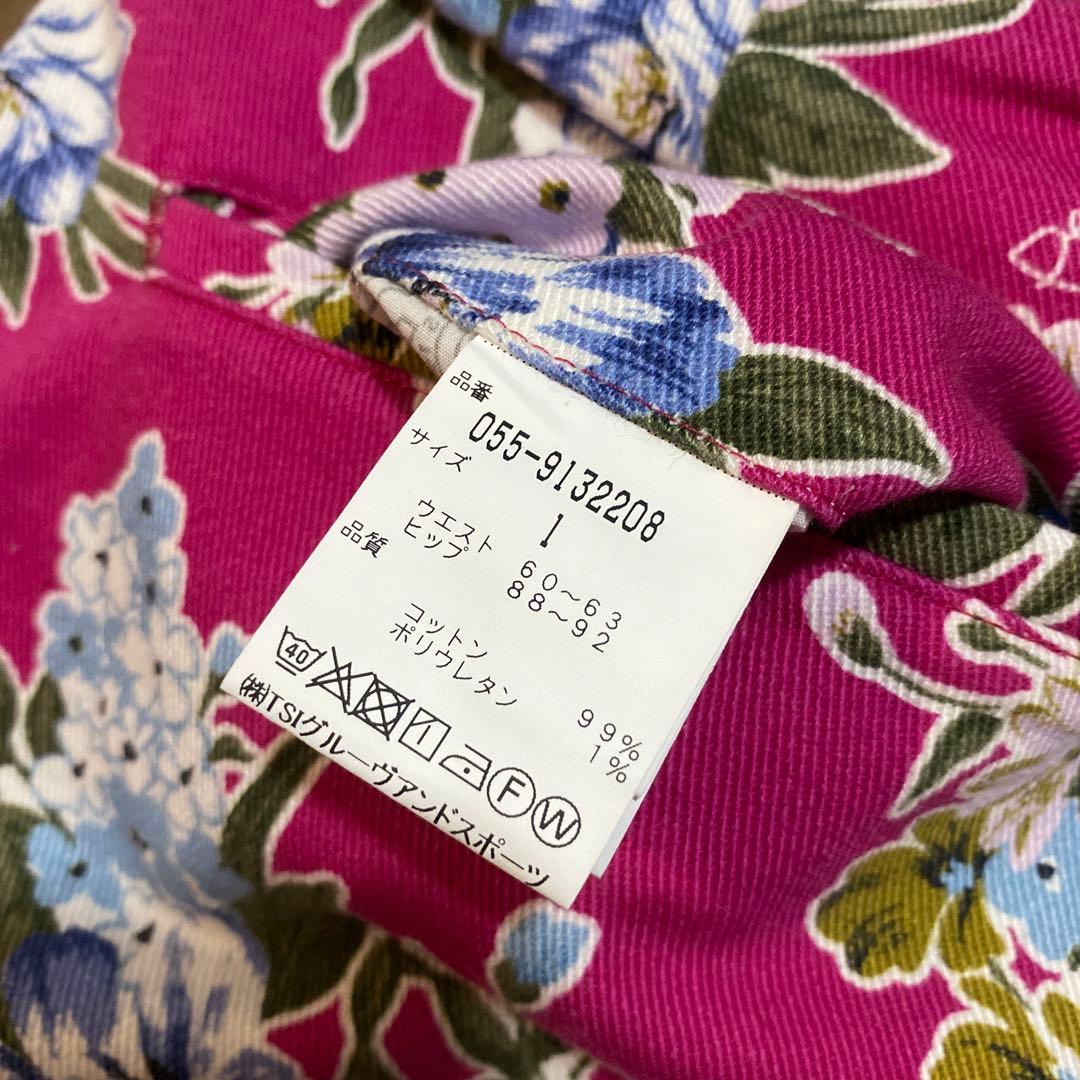 品番
055-9132208
サイズ
1
ウエスト 60〜63
ヒップ 88〜92
品質
コットン 99%
ポリウレタン 1%
40 F W
(株)TSIグルーヴアンドスポーツ